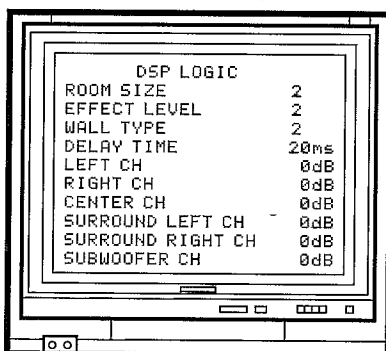 DSP LOGIC
ROOM SIZE 2
EFFECT LEVEL 2
WALL TYPE 2
DELAY TIME 20ms
LEFT CH 0dB
RIGHT CH 0dB
CENTER CH 0dB
SURROUND LEFT CH 0dB
SURROUND RIGHT CH 0dB
SUBWOOFER CH 0dB